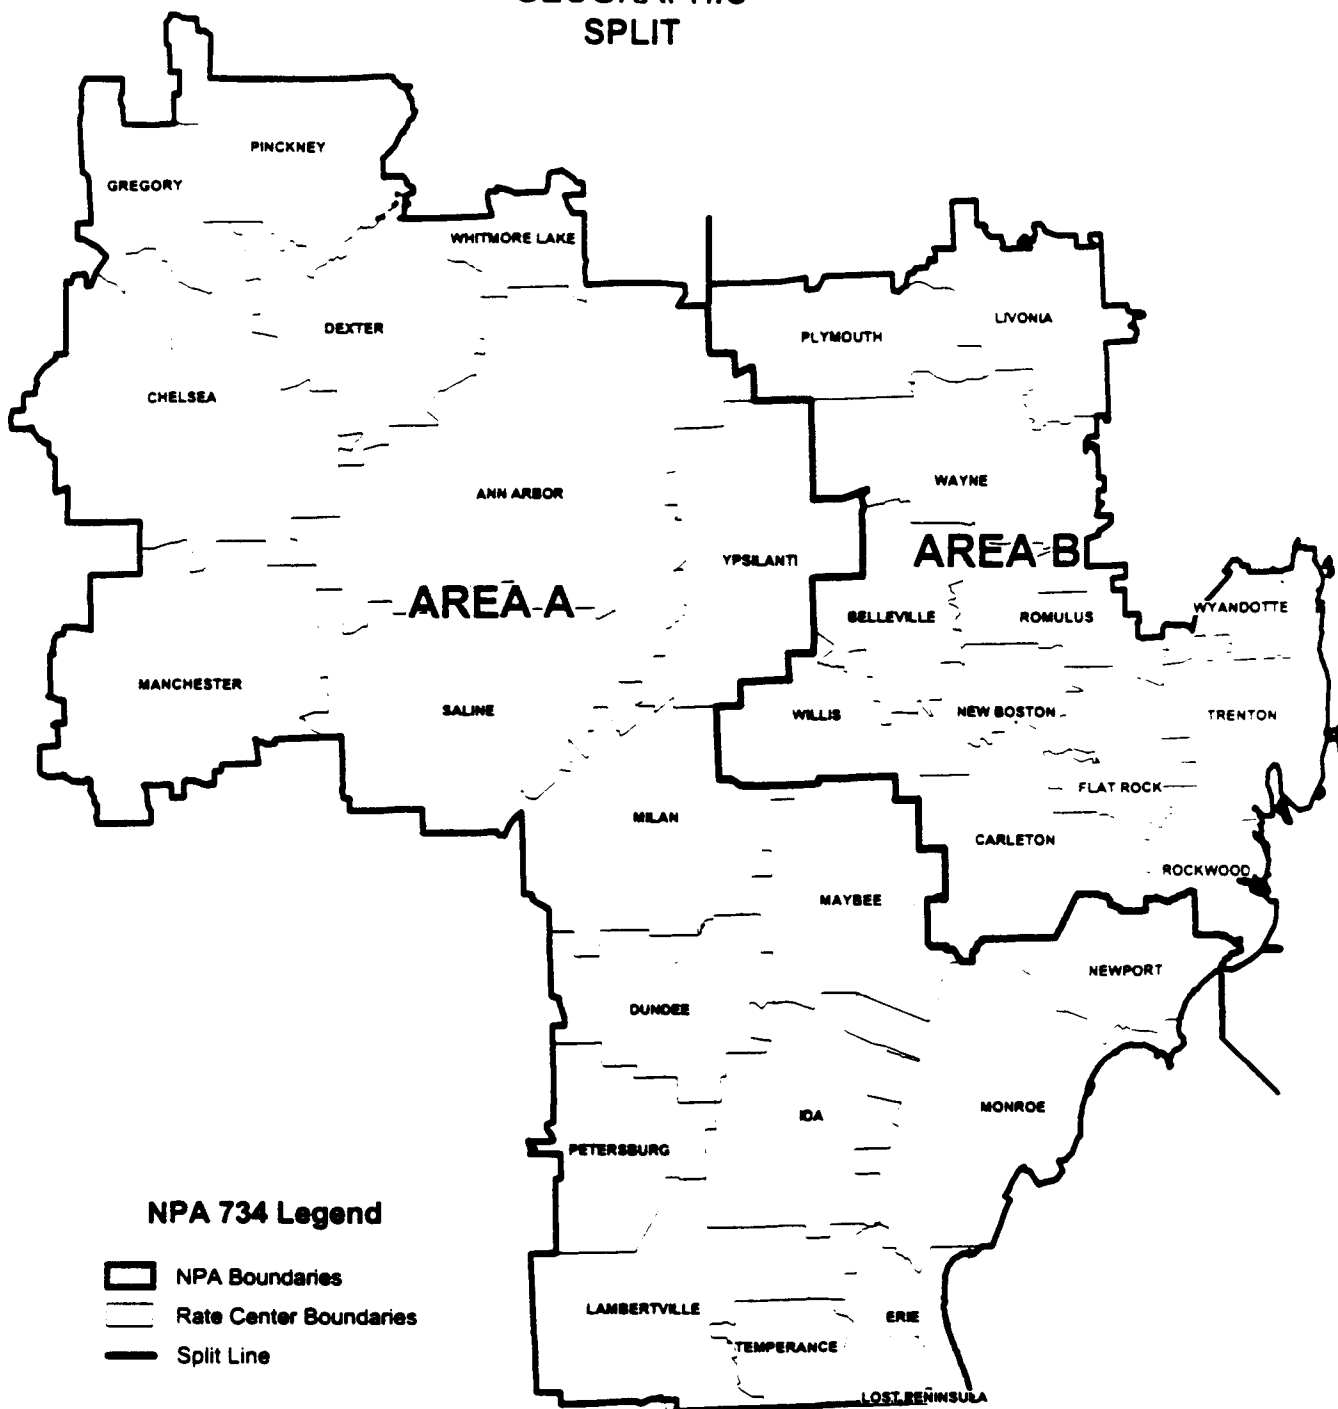 SPLIT
PINCKNEY
GREGORY
WHITMORE LAKE
DEXTER
PLYMOUTH
LIVONIA
CHELSEA
ANN ARBOR
WAYNE
YPSILANTI
AREA B
AREA A
BELLEVILLE
ROMULUS
WYANDOTTE
MANCHESTER
SALINE
WILLIS
NEW BOSTON
TRENTON
FLAT ROCK
MILAN
CARLETON
ROCKWOOD
MAYBEE
NEWPORT
DUNDEE
IDA
MONROE
PETERSBURG
NPA 734 Legend
NPA Boundaries
Rate Center Boundaries
Split Line
LAMBERTVILLE
ERIE
TEMPERANCE
LOST PENINSULA